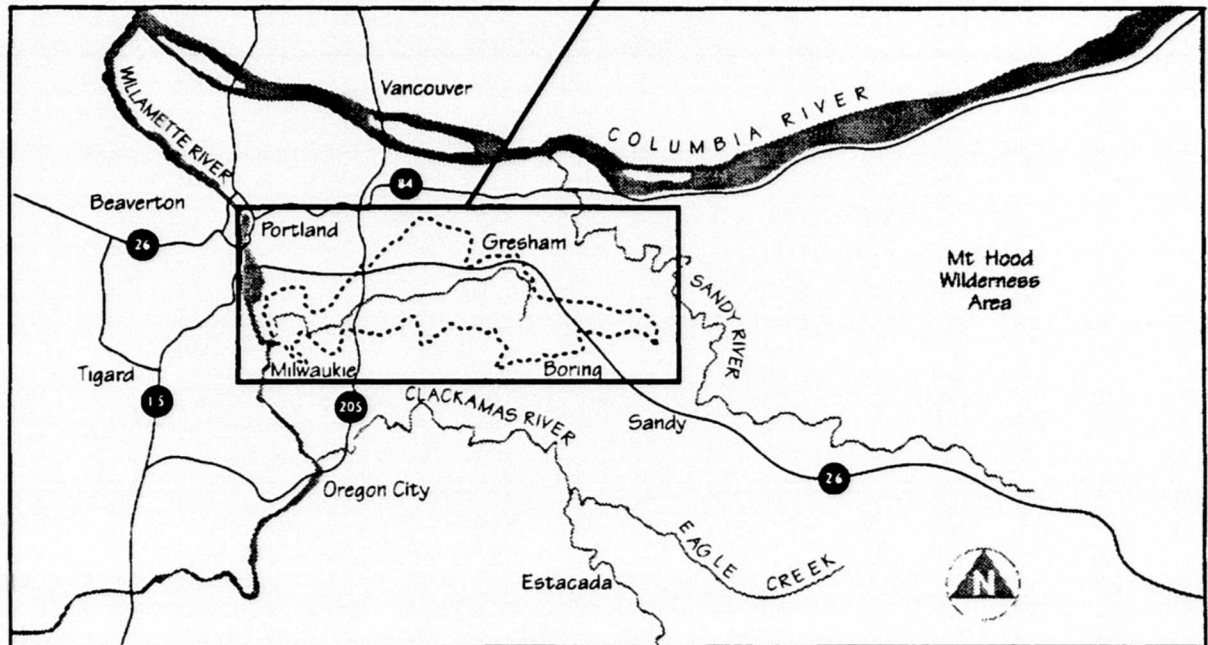 Vancouver
WILLAMETTE RIVER
COLUMBIA RIVER
84
Beaverton
Portland
Gresham
26
Mt Hood
Wilderness
Area
SANDY RIVER
Tigard
Milwaukie
Boring
15
205
CLACKAMAS RIVER
Sandy
26
Oregon City
EAGLE CREEK
Estacada
N